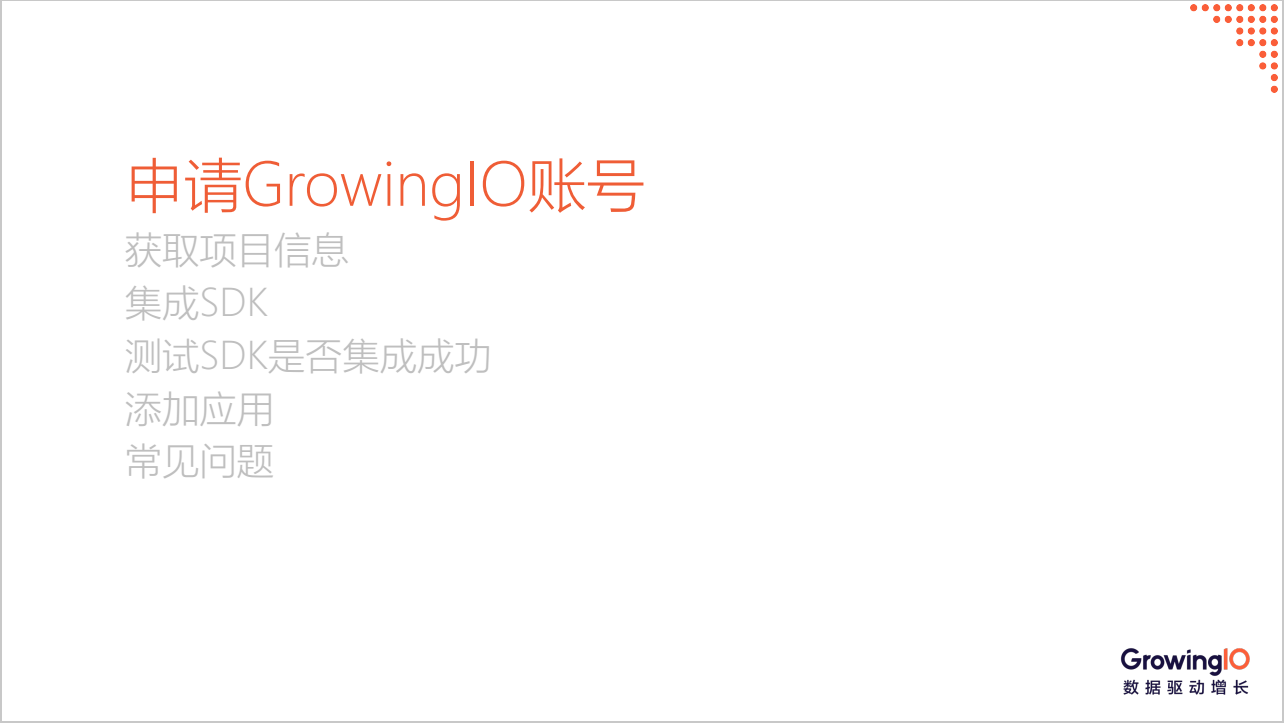 申请GrowingIO账号
获取项目信息
集成SDK
测试SDK是否集成成功
添加应用
常见问题
GrowingIO
数据驱动增长